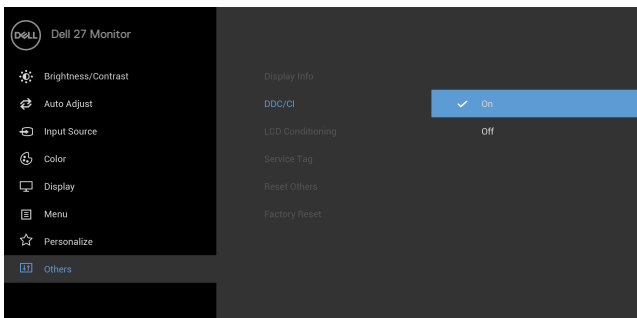 DELL
Dell 27 Monitor
Brightness/Contrast
Auto Adjust
Input Source
Color
Display
Menu
Personalize
Others
Display Info
DDC/CI
LCD Conditioning
Service Tag
Reset Others
Factory Reset
On
Off